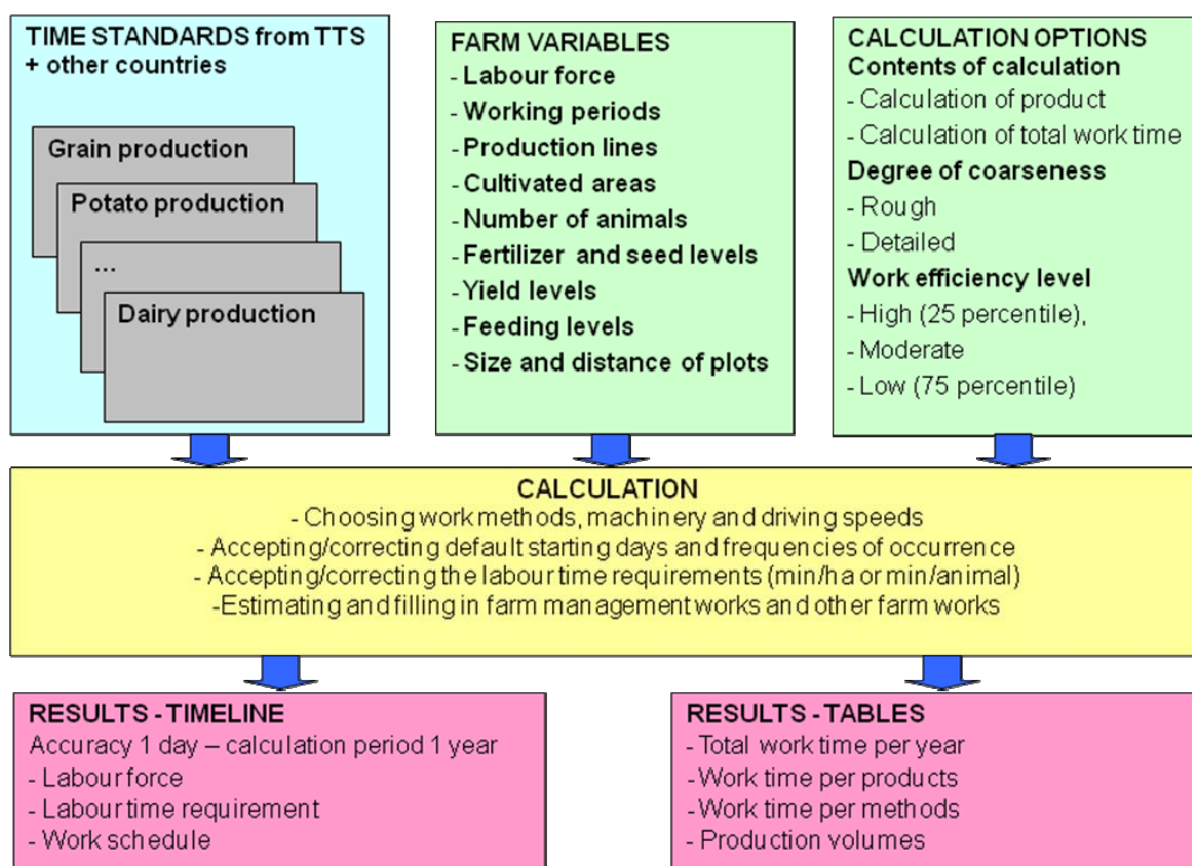 TIME STANDARDS from TTS
+ other countries
Grain production
Potato production
...
Dairy production
FARM VARIABLES
- Labour force
- Working periods
- Production lines
- Cultivated areas
- Number of animals
- Fertilizer and seed levels
- Yield levels
- Feeding levels
- Size and distance of plots
CALCULATION OPTIONS
Contents of calculation
- Calculation of product
- Calculation of total work time
Degree of coarseness
- Rough
- Detailed
Work efficiency level
- High (25 percentile),
- Moderate
- Low (75 percentile)
CALCULATION
- Choosing work methods, machinery and driving speeds
- Accepting/correcting default starting days and frequencies of occurrence
- Accepting/correcting the labour time requirements (min/ha or min/animal)
-Estimating and filling in farm management works and other farm works
RESULTS - TIMELINE
Accuracy 1 day – calculation period 1 year
- Labour force
- Labour time requirement
- Work schedule
RESULTS - TABLES
- Total work time per year
- Work time per products
- Work time per methods
- Production volumes